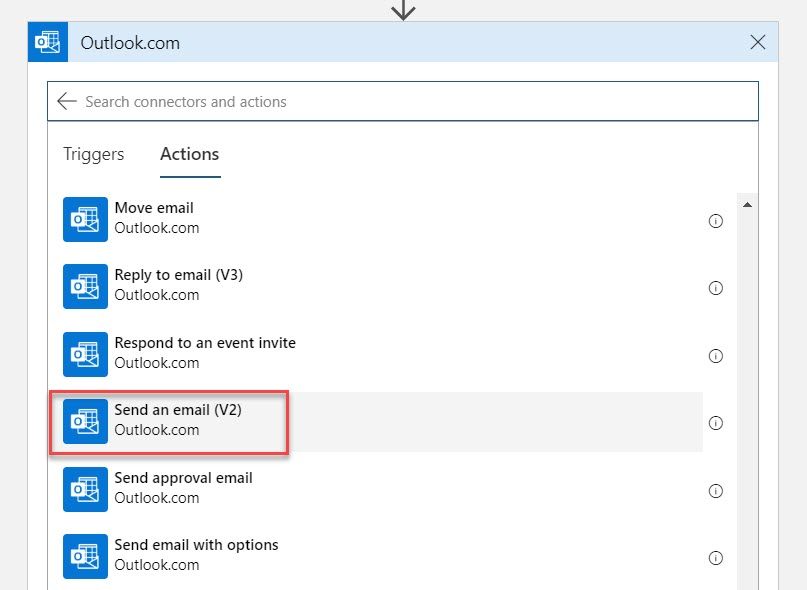 Outlook.com
Search connectors and actions
Triggers Actions
Move email
Outlook.com
Reply to email (V3)
Outlook.com
Respond to an event invite
Outlook.com
Send an email (V2)
Outlook.com
Send approval email
Outlook.com
Send email with options
Outlook.com